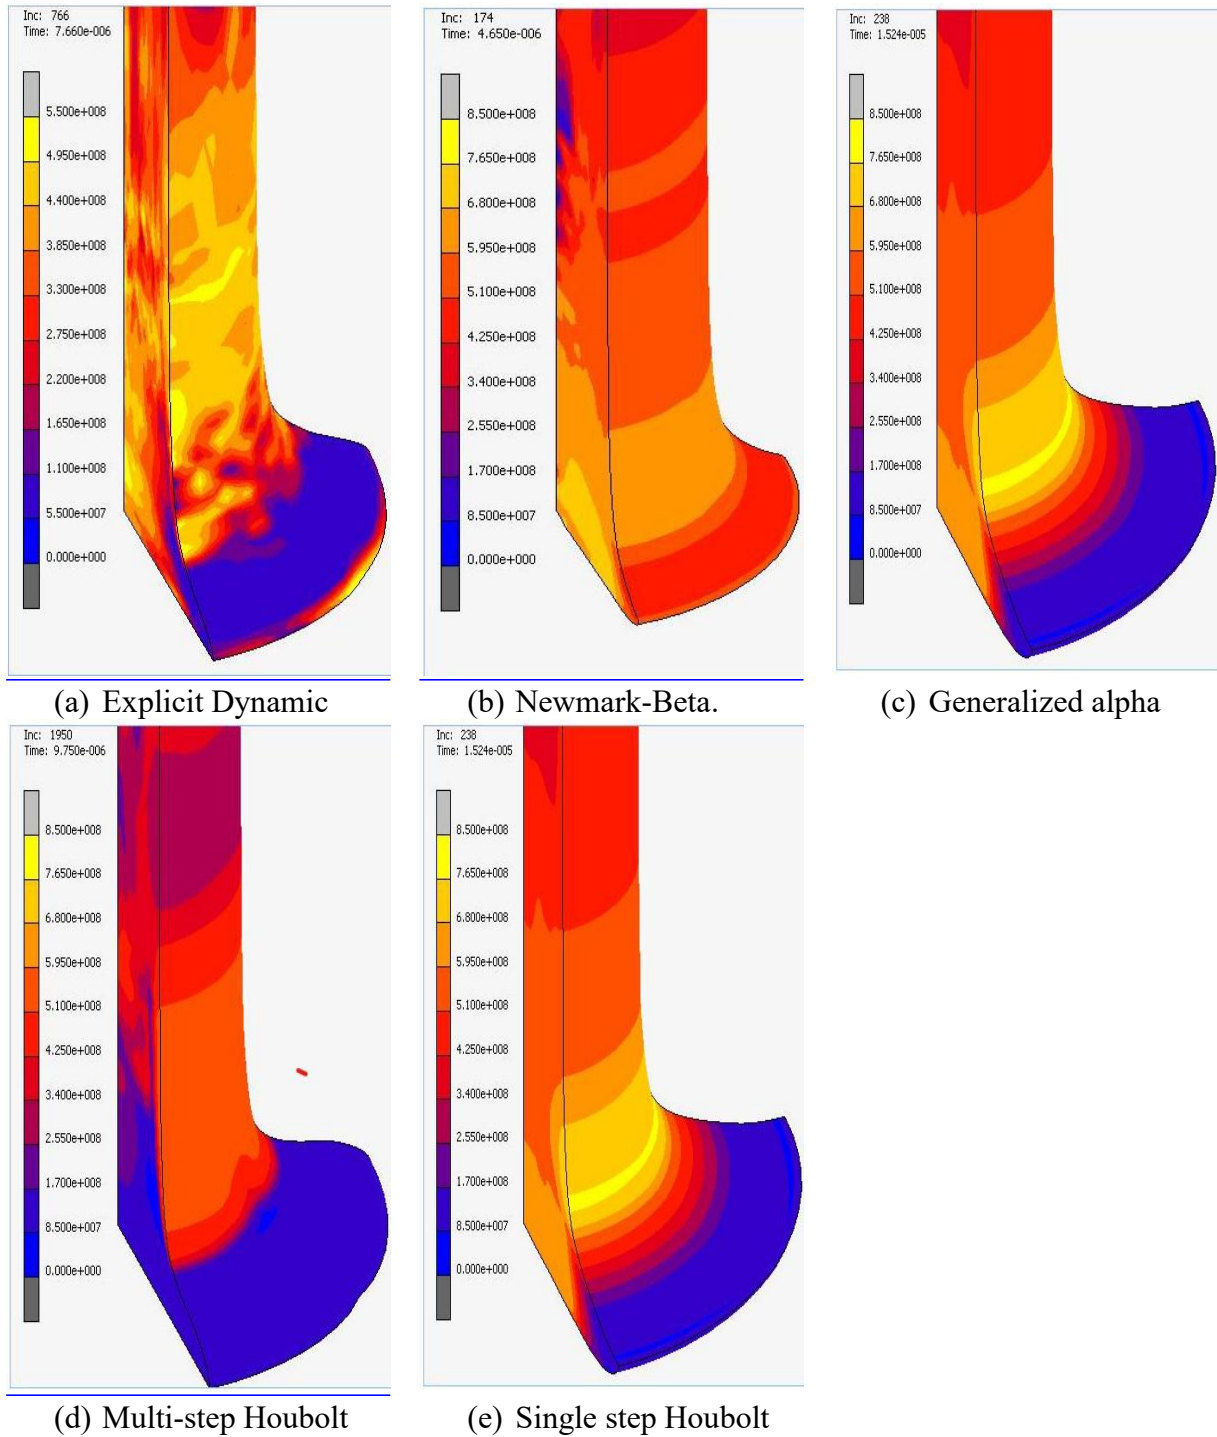 Inc: 766
Time: 7.660e-006
5.500e+008
4.950e+008
4.400e+008
3.850e+008
3.300e+008
2.750e+008
2.200e+008
1.650e+008
1.100e+008
5.500e+007
0.000e+000
(a) Explicit Dynamic
Inc: 174
Time: 4.650e-006
8.500e+008
7.650e+008
6.800e+008
5.950e+008
5.100e+008
4.250e+008
3.400e+008
2.550e+008
1.700e+008
8.500e+007
0.000e+000
(b) Newmark-Beta.
Inc: 238
Time: 1.524e-005
8.500e+008
7.650e+008
6.800e+008
5.950e+008
5.100e+008
4.250e+008
3.400e+008
2.550e+008
1.700e+008
8.500e+007
0.000e+000
(c) Generalized alpha
Inc: 1950
Time: 9.750e-006
8.500e+008
7.650e+008
6.800e+008
5.950e+008
5.100e+008
4.250e+008
3.400e+008
2.550e+008
1.700e+008
8.500e+007
0.000e+000
(d) Multi-step Houbolt
Inc: 238
Time: 1.524e-005
8.500e+008
7.650e+008
6.800e+008
5.950e+008
5.100e+008
4.250e+008
3.400e+008
2.550e+008
1.700e+008
8.500e+007
0.000e+000
(e) Single step Houbolt